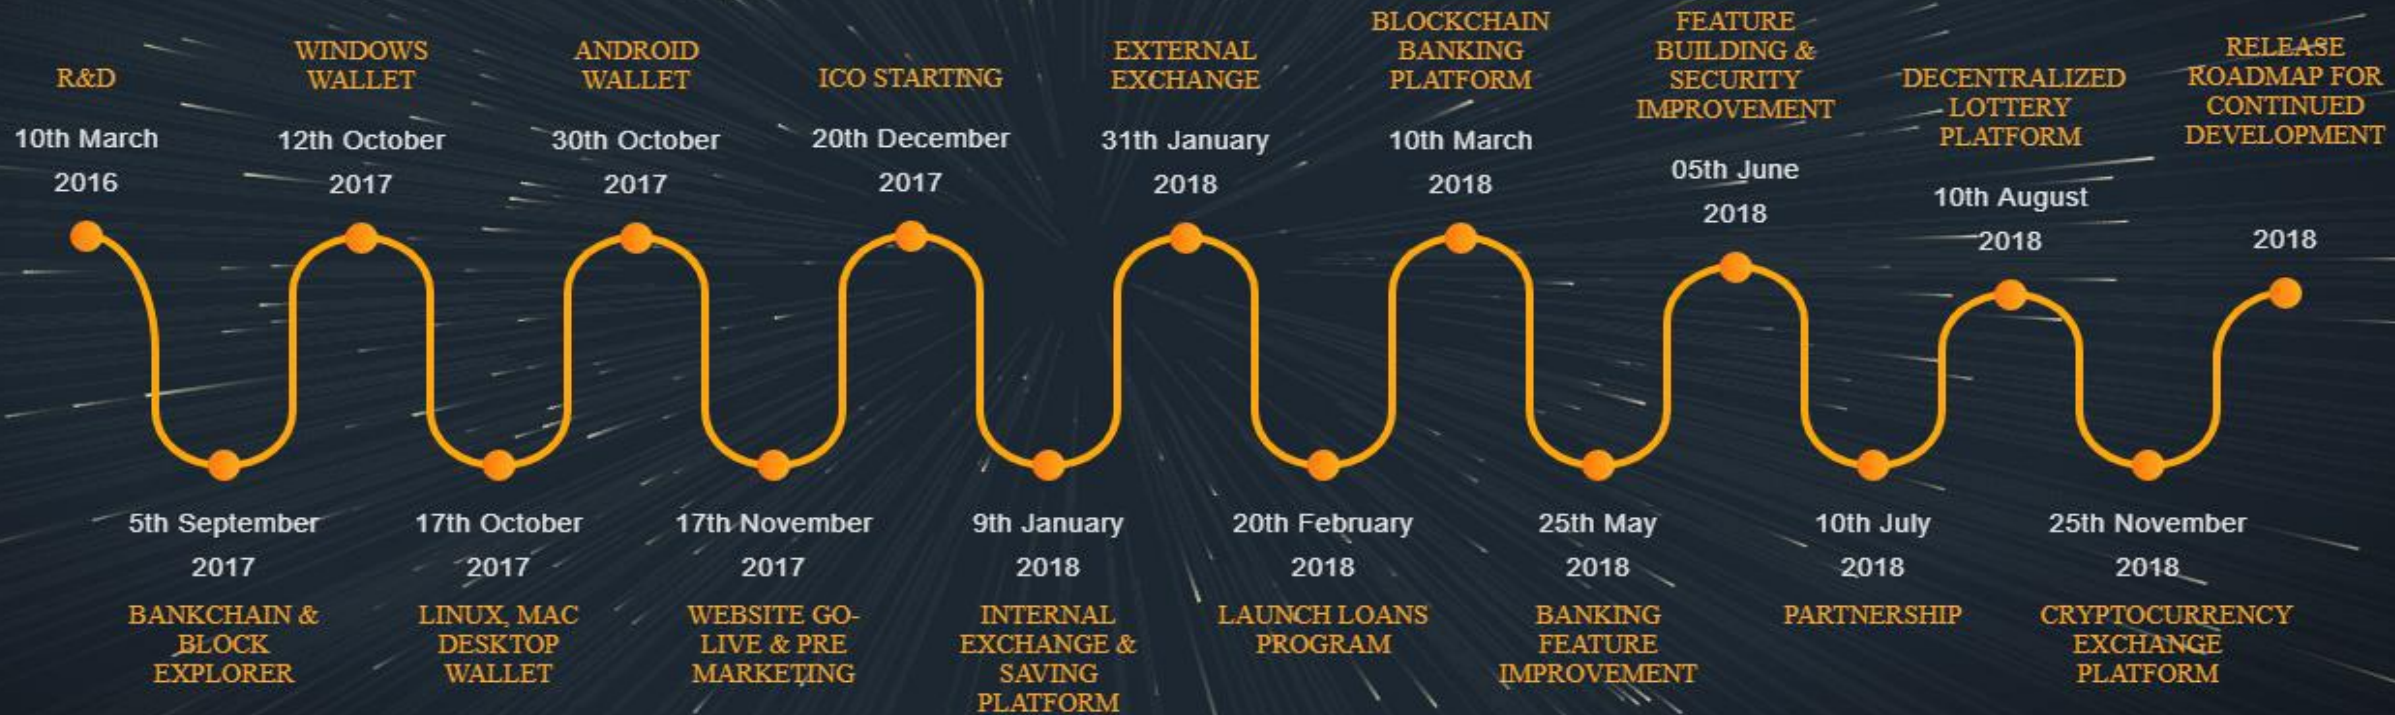 R&D
10th March
2016
5th September
2017
BANKCHAIN &
BLOCK
EXPLORER
WINDOWS
WALLET
12th October
2017
17th October
2017
LINUX, MAC
DESKTOP
WALLET
ANDROID
WALLET
30th October
2017
17th November
2017
WEBSITE GO-
LIVE & PRE
MARKETING
ICO STARTING
20th December
2017
9th January
2018
INTERNAL
EXCHANGE &
SAVING
PLATFORM
EXTERNAL
EXCHANGE
31th January
2018
20th February
2018
LAUNCH LOANS
PROGRAM
BLOCKCHAIN
BANKING
PLATFORM
10th March
2018
25th May
2018
BANKING
FEATURE
IMPROVEMENT
FEATURE
BUILDING &
SECURITY
IMPROVEMENT
05th June
2018
10th July
2018
PARTNERSHIP
DECENTRALIZED
LOTTERY
PLATFORM
10th August
2018
25th November
2018
CRYPTOCURRENCY
EXCHANGE
PLATFORM
RELEASE
ROADMAP FOR
CONTINUED
DEVELOPMENT
2018